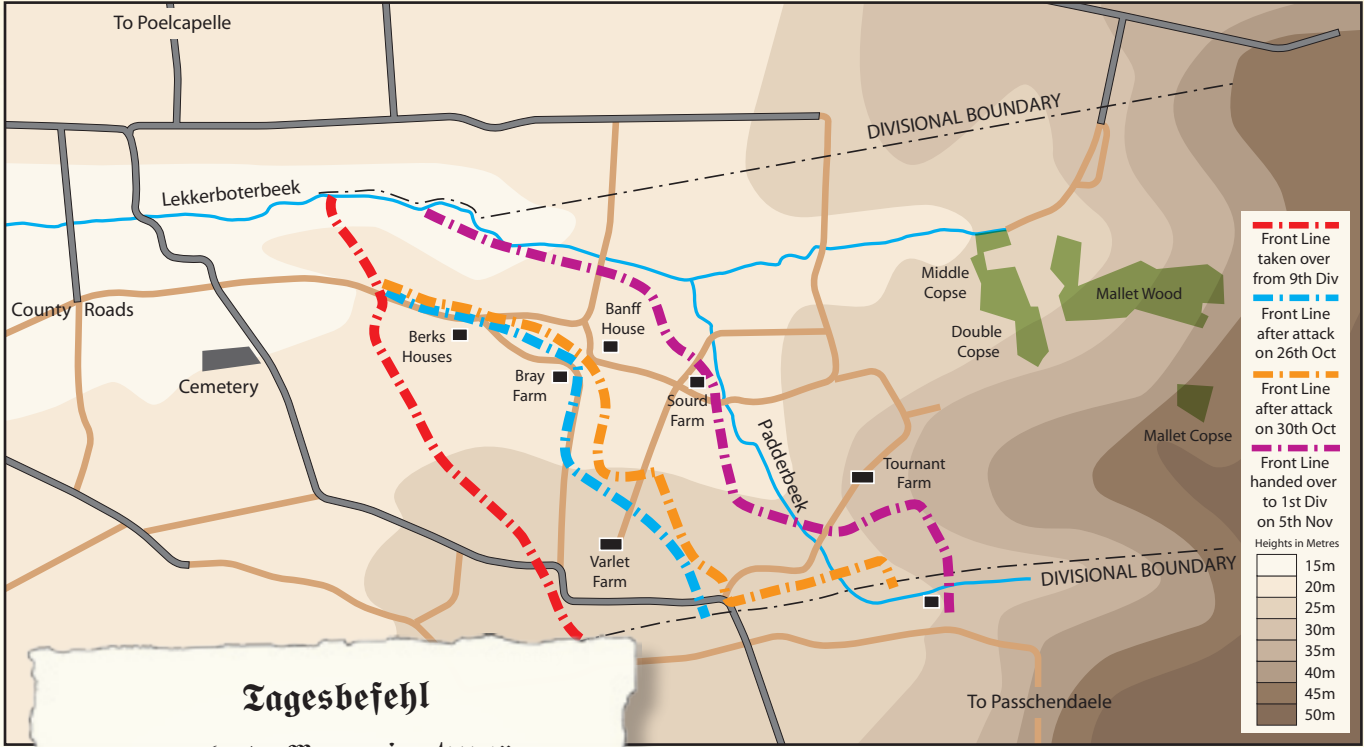 To Poelcapelle
DIVISIONAL BOUNDARY
Lekkerboterbeek
County Roads
Cemetery
Berks
Houses
Banff
House
Bray
Farm
Sourd
Farm
Padderbeek
Varlet
Farm
Tournant
Farm
Middle
Copse
Double
Copse
Mallet Wood
Mallet Copse
DIVISIONAL BOUNDARY
To Passchendaele
Front Line
taken over
from 9th Div
Front Line
after attack
on 26th Oct
Front Line
after attack
on 30th Oct
Front Line
handed over
to 1st Div
on 5th Nov
Heights in Metres
15m
20m
25m
30m
35m
40m
45m
50m
Tagesbefehl